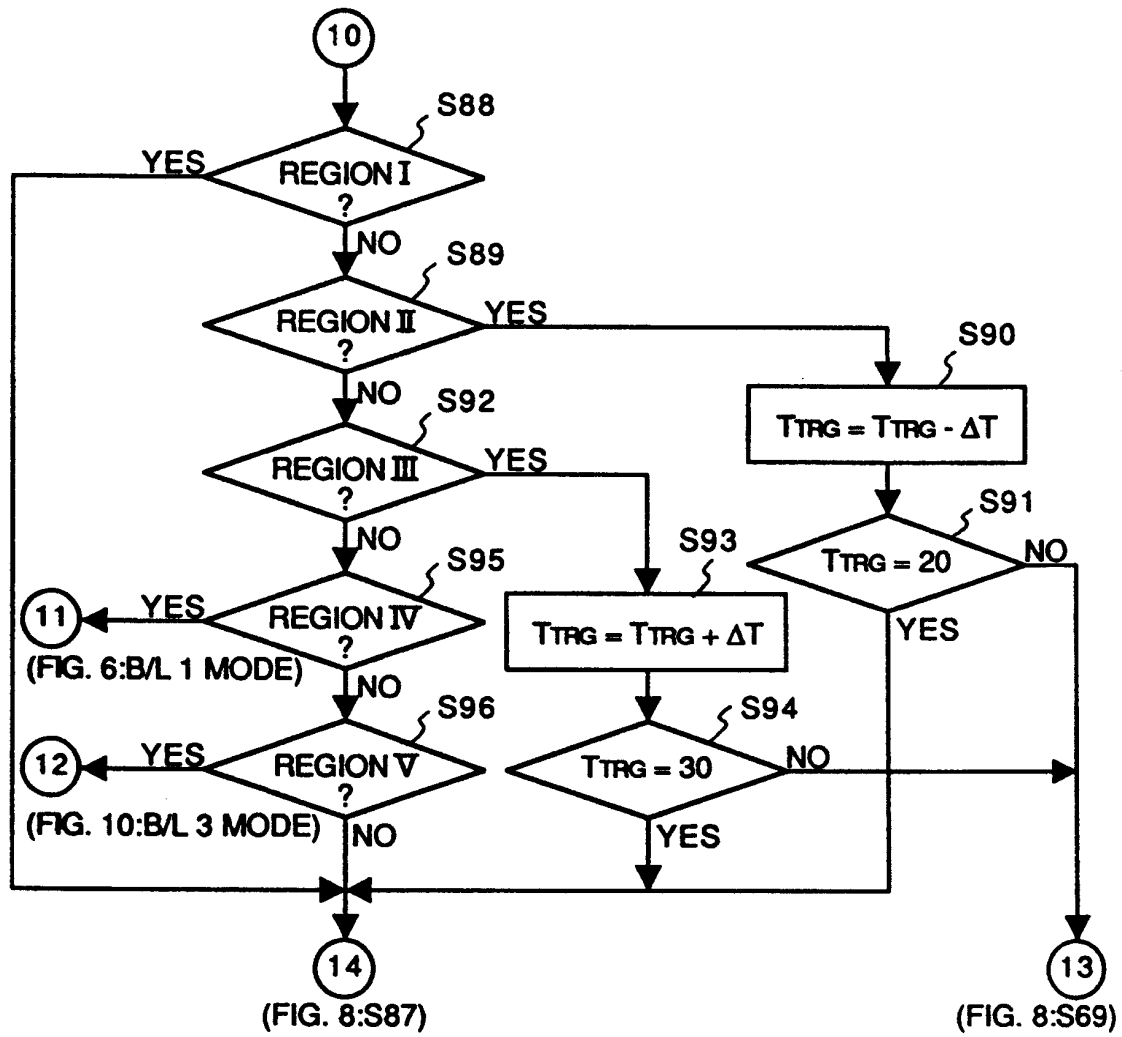 10
S88
YES
REGION I
?
NO
S89
REGION II
?
YES
NO
S90
TTRG = TTRG - ΔT
S92
REGION III
?
YES
NO
S91
TTRG = 20
NO
YES
S93
TTRG = TTRG + ΔT
S95
11
YES
REGION IV
?
(FIG. 6:B/L 1 MODE)
NO
S94
TTRG = 30
NO
YES
S96
12
YES
REGION V
?
(FIG. 10:B/L 3 MODE)
NO
14
(FIG. 8:S87)
13
(FIG. 8:S69)